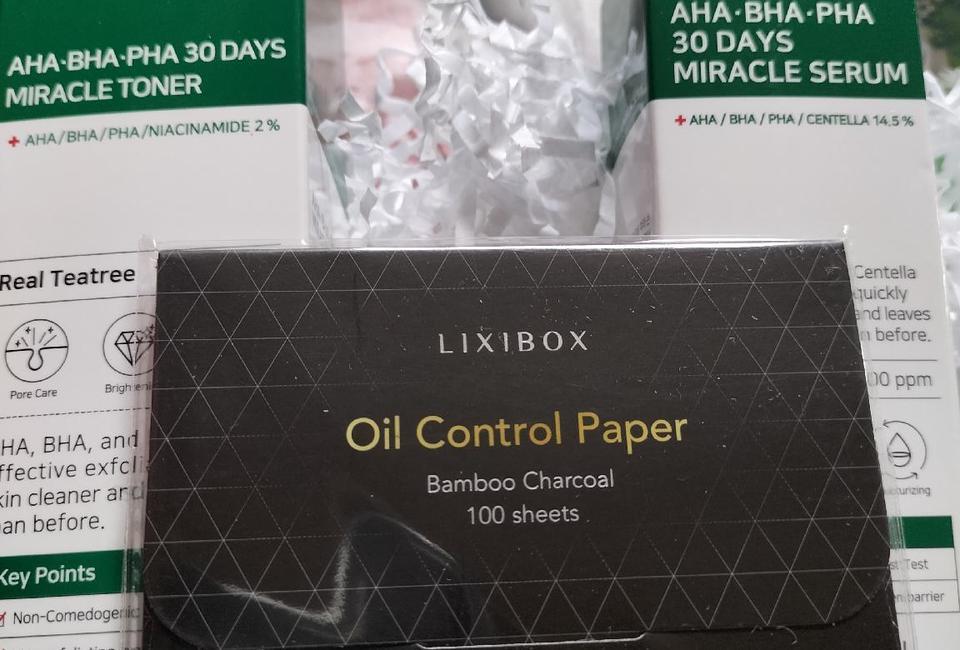 AHA·BHA·PHA 30 DAYS
MIRACLE TONER
+ AHA/BHA/PHA/NIACINAMIDE 2%
Real Teatree
Pore Care
HA, BHA, and
ffective exfoli
kin cleaner and
an before.
Key Points
Non-Comedogenic
AHA·BHA·PHA
30 DAYS
MIRACLE SERUM
+ AHA / BHA / PHA / CENTELLA 14.5%
Centella
quickly
and leaves
before.
00 ppm
Test
barrier
LIXIBOX
Oil Control Paper
Bamboo Charcoal
100 sheets